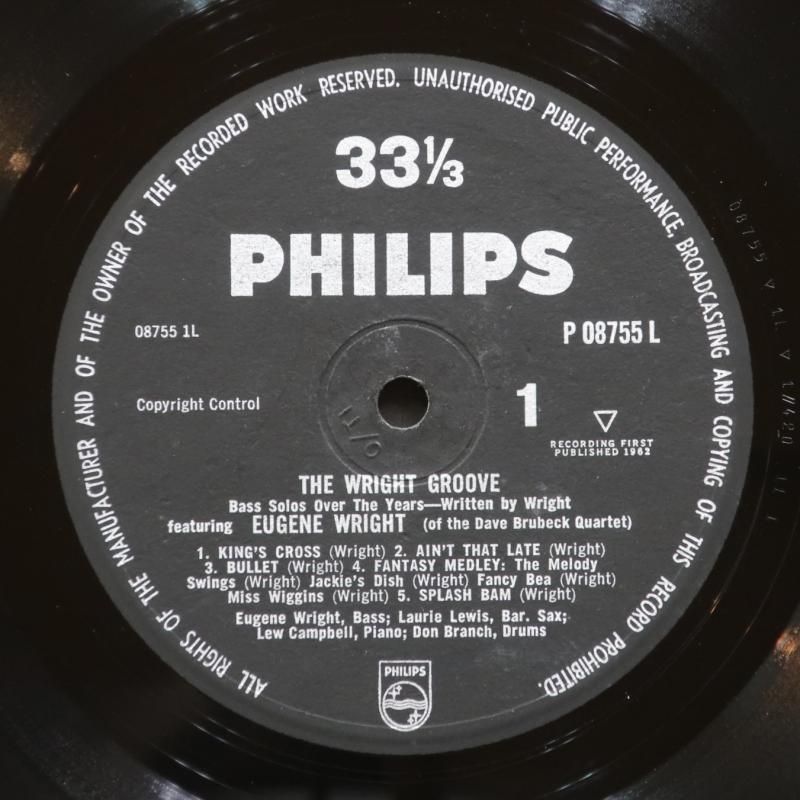 ALL RIGHTS OF THE MANUFACTURER AND OF THE OWNER OF THE RECORDED WORK RESERVED. UNAUTHORISED PUBLIC PERFORMANCE, BROADCASTING AND COPYING OF THIS RECORD PROHIBITED.
33⅓
PHILIPS
08755 1L
P 08755 L
Copyright Control
1
RECORDING FIRST
PUBLISHED 1962
THE WRIGHT GROOVE
Bass Solos Over The Years—Written by Wright
featuring EUGENE WRIGHT (of the Dave Brubeck Quartet)
1. KING'S CROSS (Wright) 2. AIN'T THAT LATE (Wright)
3. BULLET (Wright) 4. FANTASY MEDLEY: The Melody
Swings (Wright) Jackie's Dish (Wright) Fancy Bea (Wright)
Miss Wiggins (Wright) 5. SPLASH BAM (Wright)
Eugene Wright, Bass; Laurie Lewis, Bar. Sax;
Lew Campbell, Piano; Don Branch, Drums
PHILIPS
08755